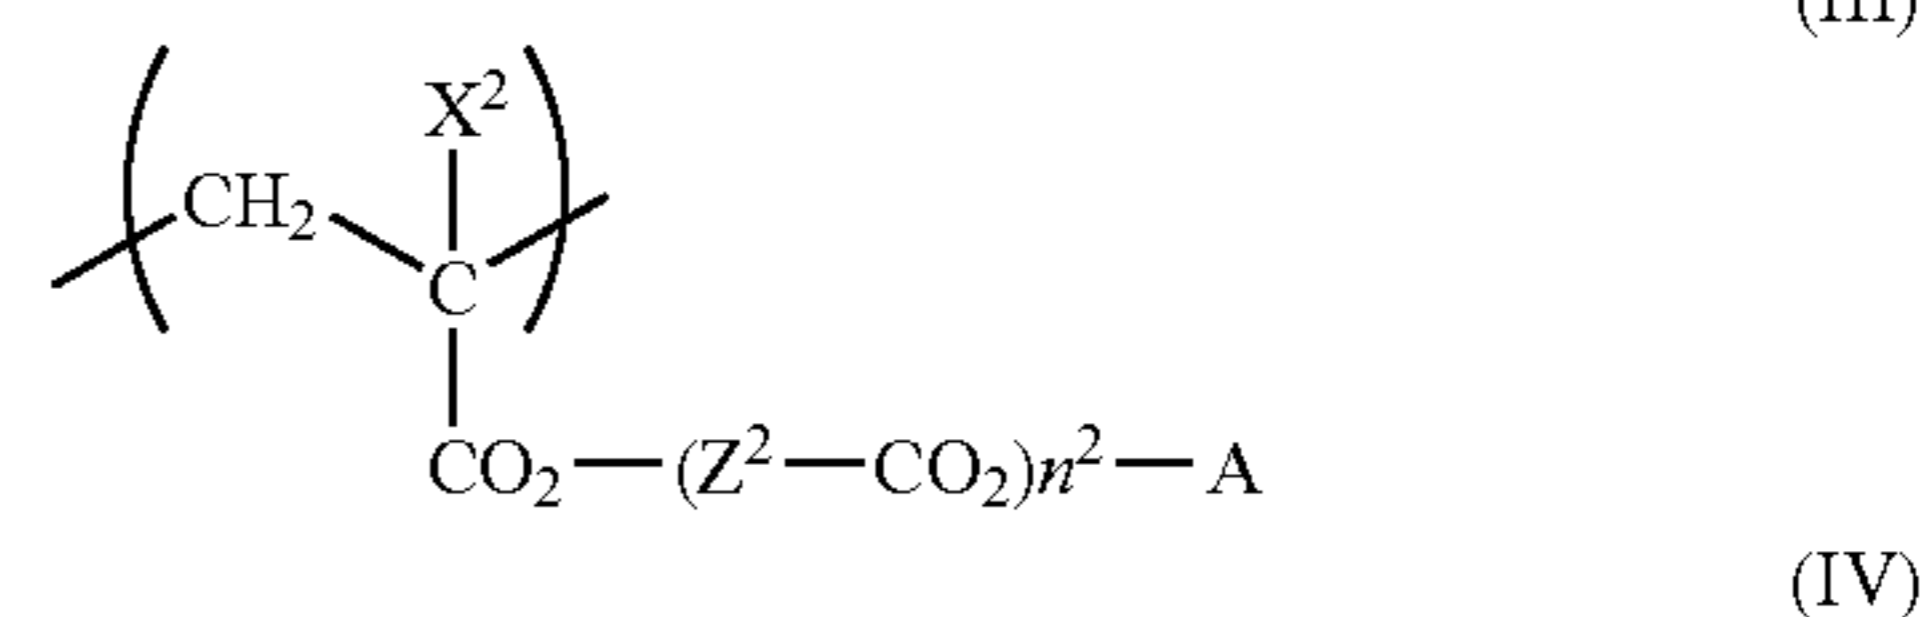 (III)
X²
CH₂
C
CO₂—(Z²—CO₂)n²—A
(IV)